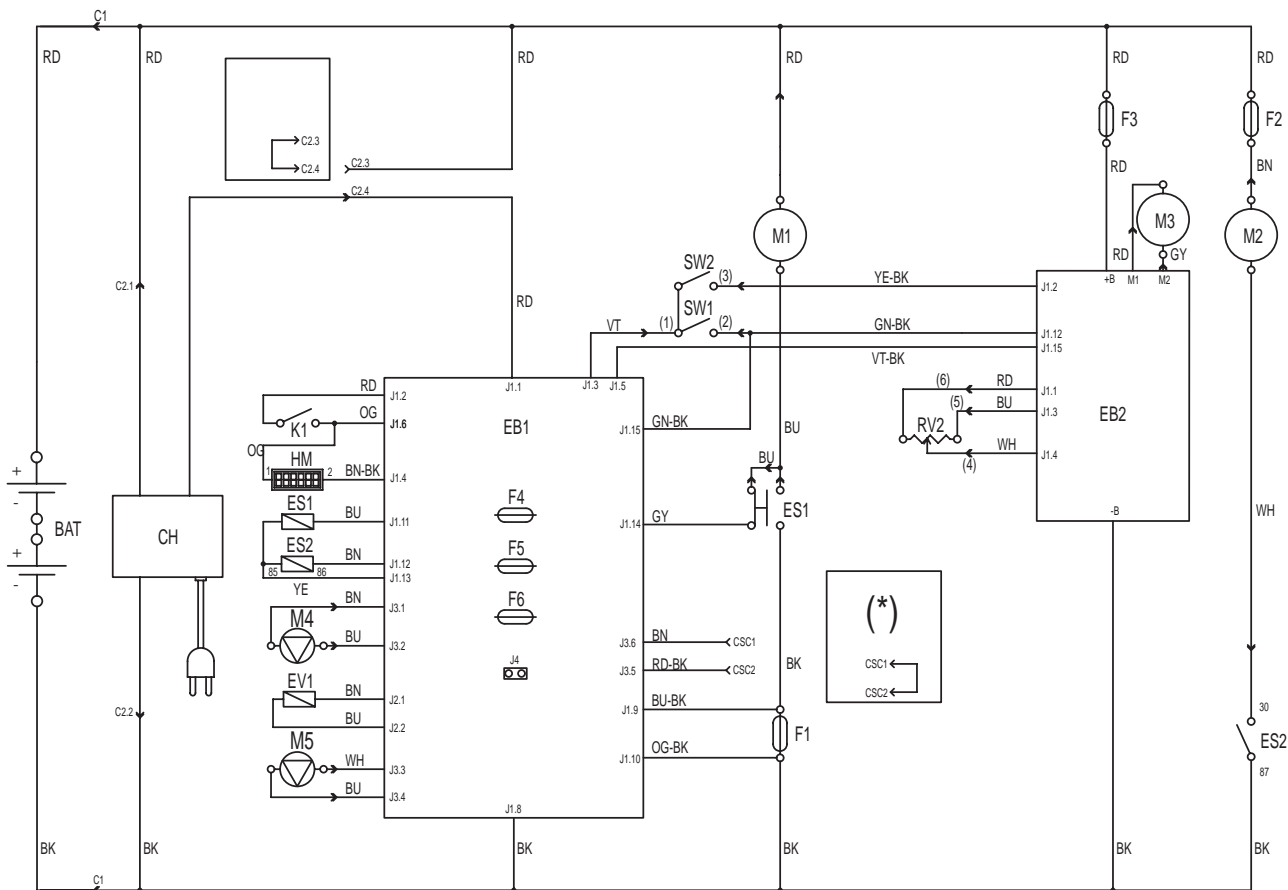 C1
RD RD RD RD RD RD
C2.3
C2.4
C2.3
C2.4
F3 F2
RD BN
M1 M3 M2
RD GY
+B M1 M2
C2.1
RD
SW2 (3) YE-BK J1.2
SW1
VT (1) (2) GN-BK J1.12
VT-BK J1.15
J1.1 J1.3 J1.5
RD J1.2
K1 OG J1.6
EB1
GN-BK J1.15
BU
(6) RD J1.1
(5) BU J1.3
RV2
WH J1.4
(4)
EB2
OG
HM
1 2 BN-BK J1.4
BU
+
-
BAT
+
-
CH
ES1 BU J1.11
F4
GY J1.14
ES1
-B
WH
ES2 BN J1.12
85 86 J1.13
YE
F5
BN J3.1
M4
BU J3.2
F6
(*)
BN J3.6 CSC1
RD-BK J3.5 CSC2
BK
CSC1
CSC2
J4
EV1 BN J2.1
BU J2.2
BU-BK J1.9
F1
OG-BK J1.10
C2.2
M5 WH J3.3
BU J3.4
30
ES2
87
J1.8
BK BK BK BK BK BK
C1